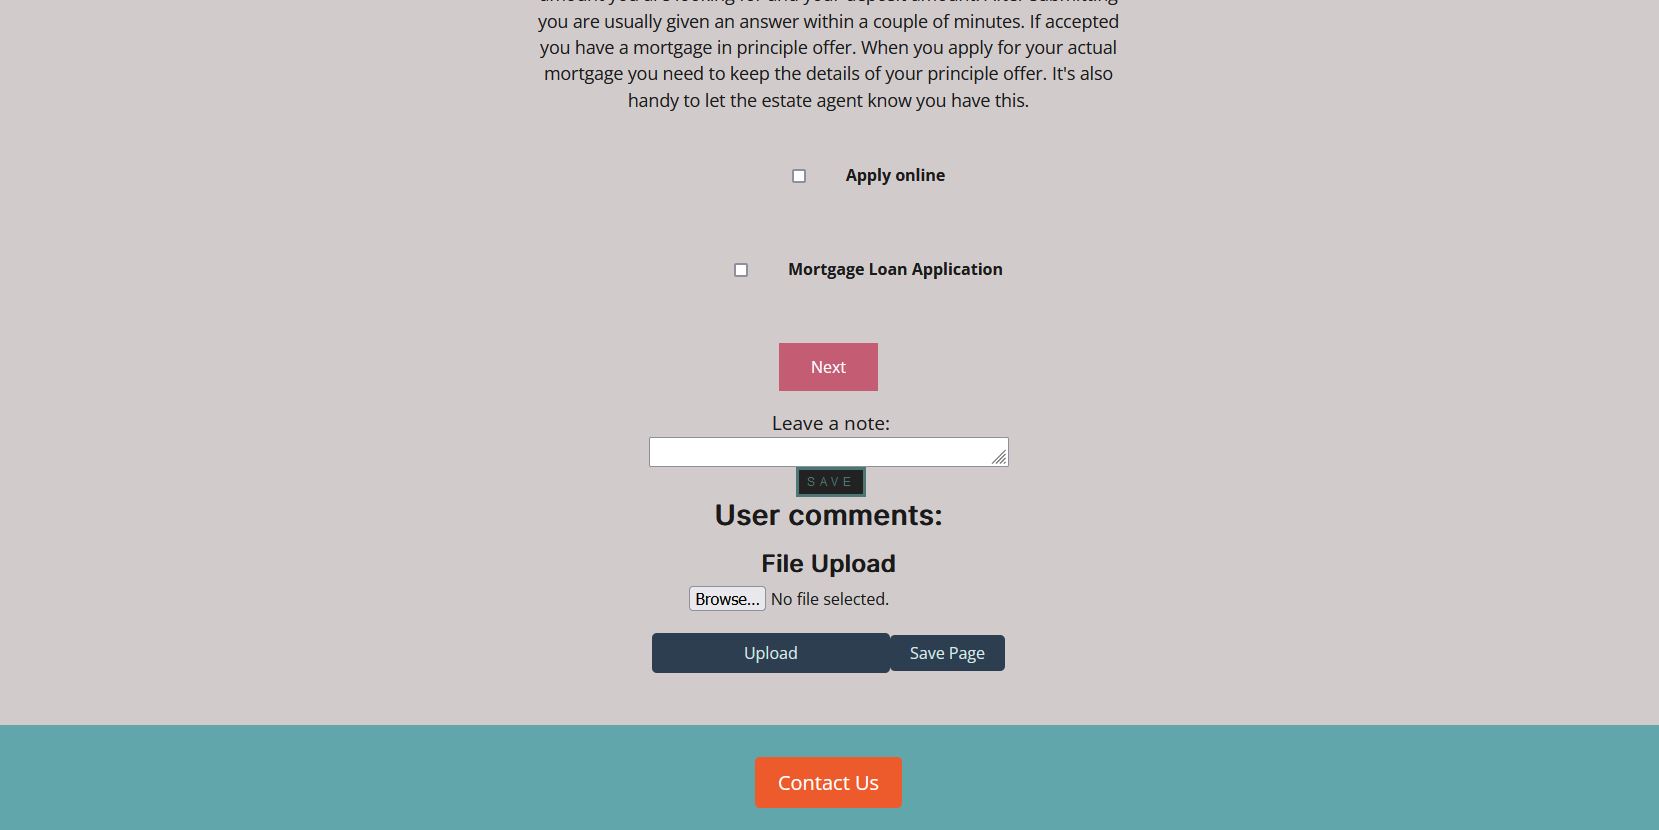 you are usually given an answer within a couple of minutes. If accepted
you have a mortgage in principle offer. When you apply for your actual
mortgage you need to keep the details of your principle offer. It's also
handy to let the estate agent know you have this.
Apply online
Mortgage Loan Application
Next
Leave a note:
SAVE
User comments:
File Upload
Browse... No file selected.
Upload Save Page
Contact Us